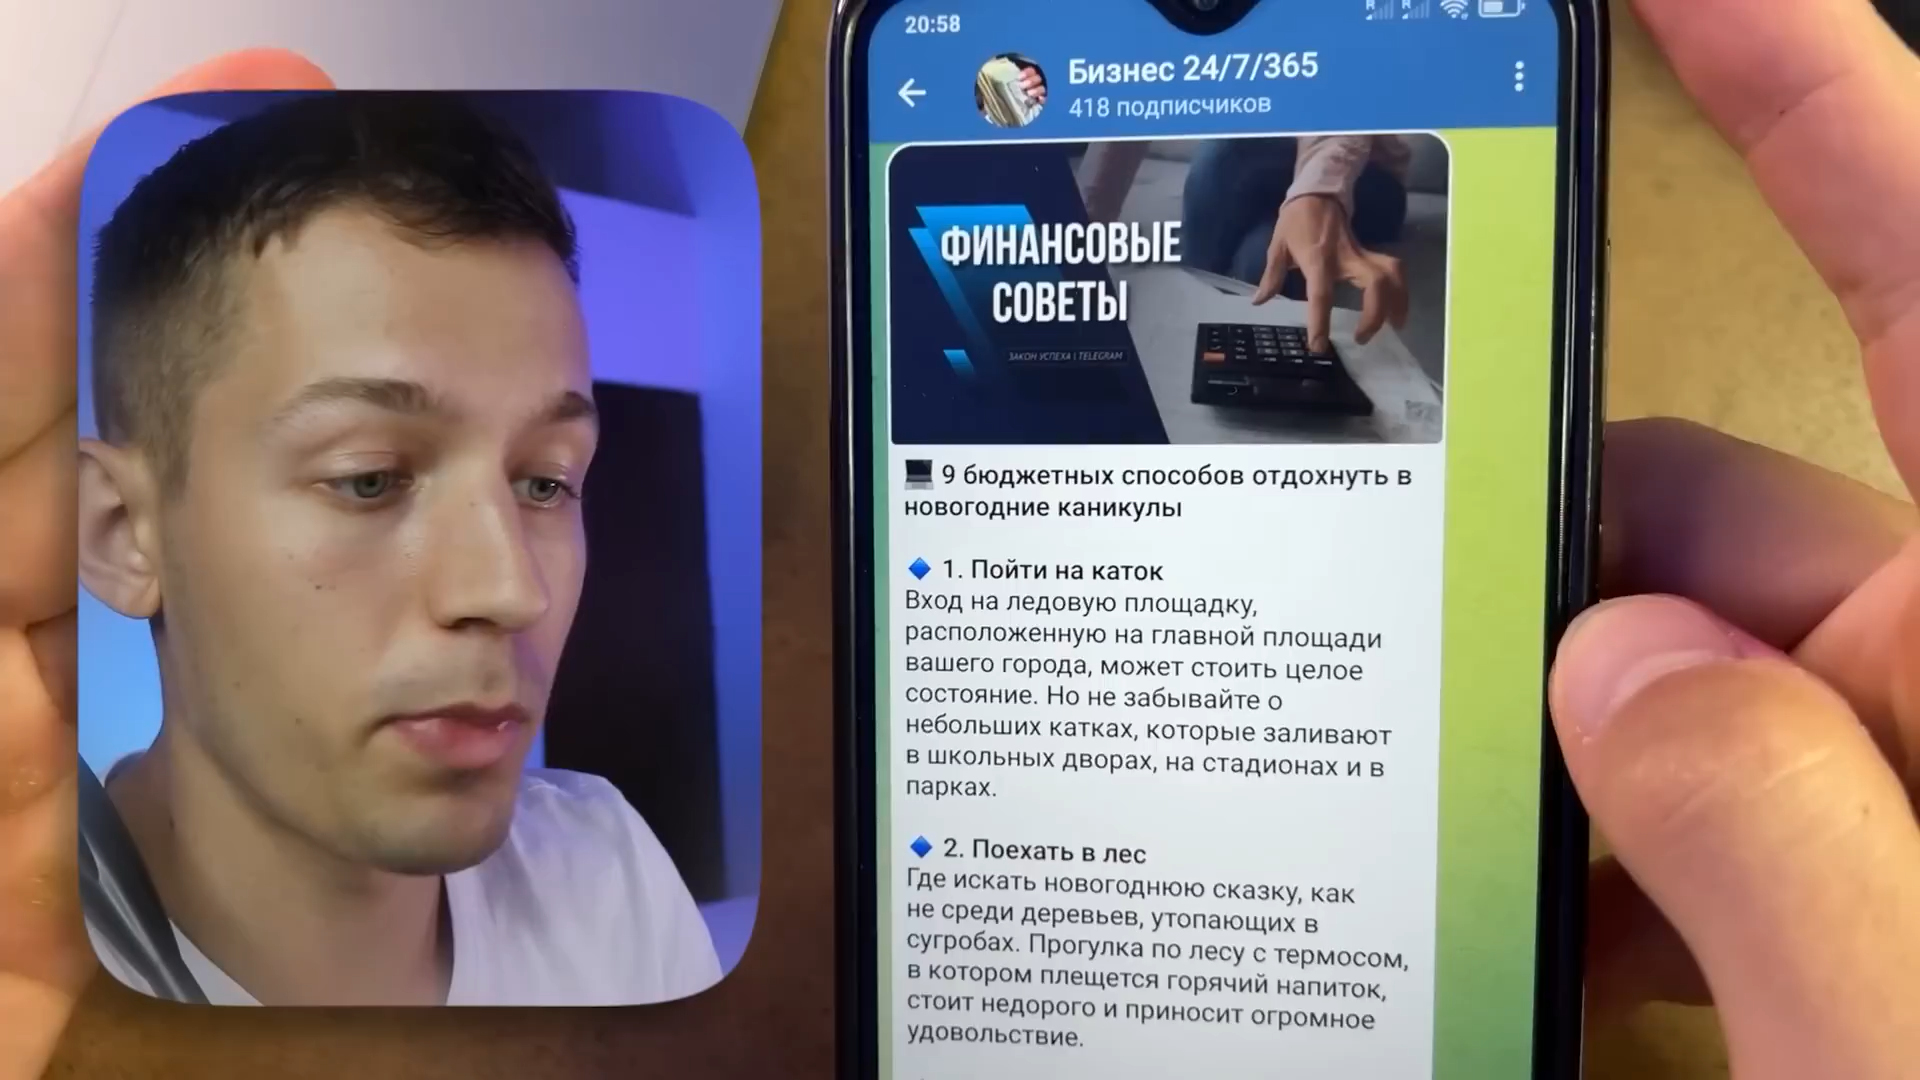 20:58
Бизнес 24/7/365
418 подписчиков
ФИНАНСОВЫЕ
СОВЕТЫ
ЗАКОН УСПЕХА | TELEGRAM
9 бюджетных способов отдохнуть в
новогодние каникулы
1. Пойти на каток
Вход на ледовую площадку,
расположенную на главной площади
вашего города, может стоить целое
состояние. Но не забывайте о
небольших катках, которые заливают
в школьных дворах, на стадионах и в
парках.
2. Поехать в лес
Где искать новогоднюю сказку, как
не среди деревьев, утопающих в
сугробах. Прогулка по лесу с термосом,
в котором плещется горячий напиток,
стоит недорого и приносит огромное
удовольствие.